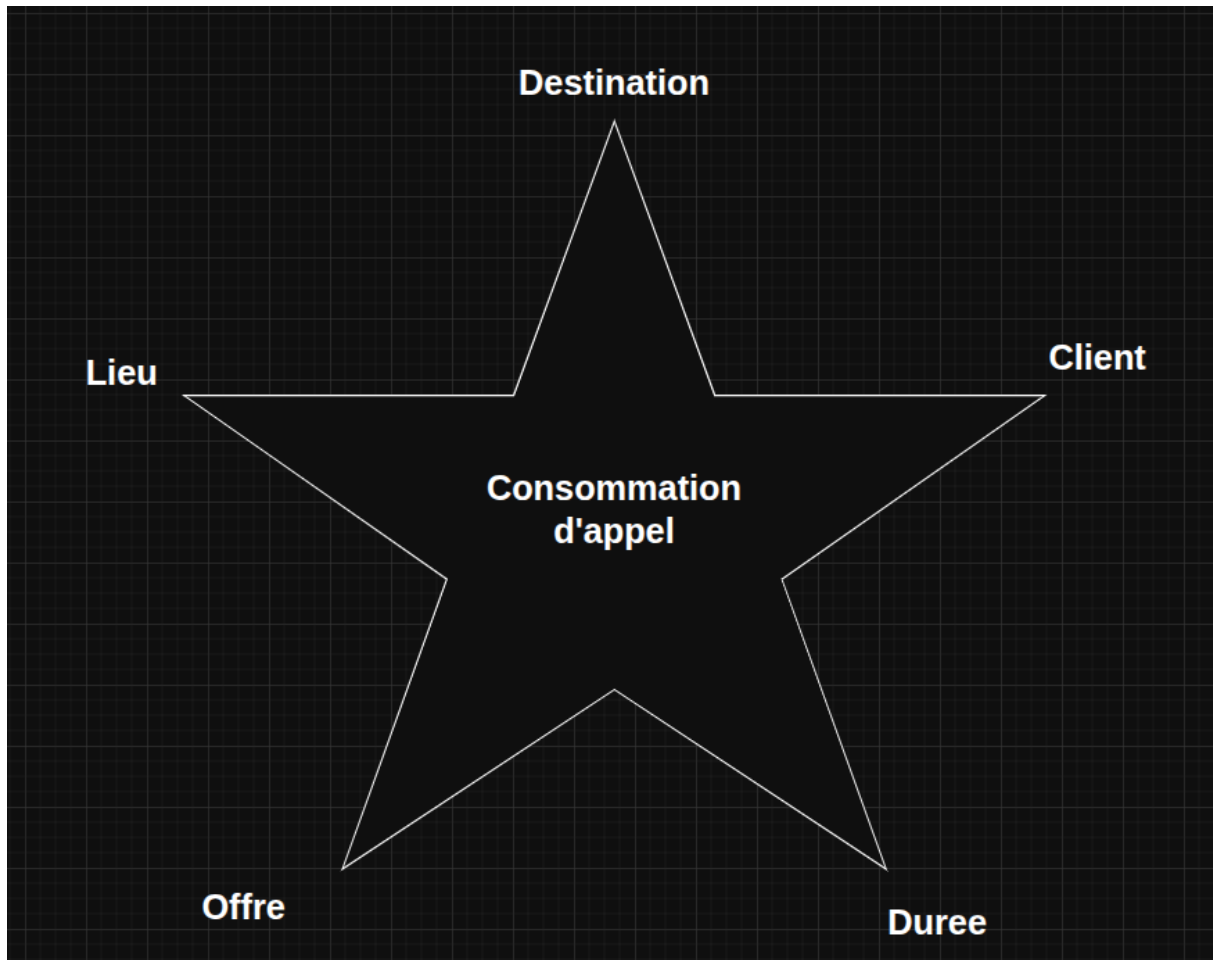 Destination
Lieu
Client
Consommation
d'appel
Offre
Duree